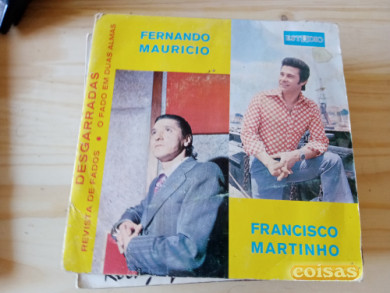 FERNANDO
MAURICIO
ESTÚDIO
DESGARRADAS
REVISTA DE FADOS • O FADO EM DUAS ALMAS
FRANCISCO
MARTINHO
coisas